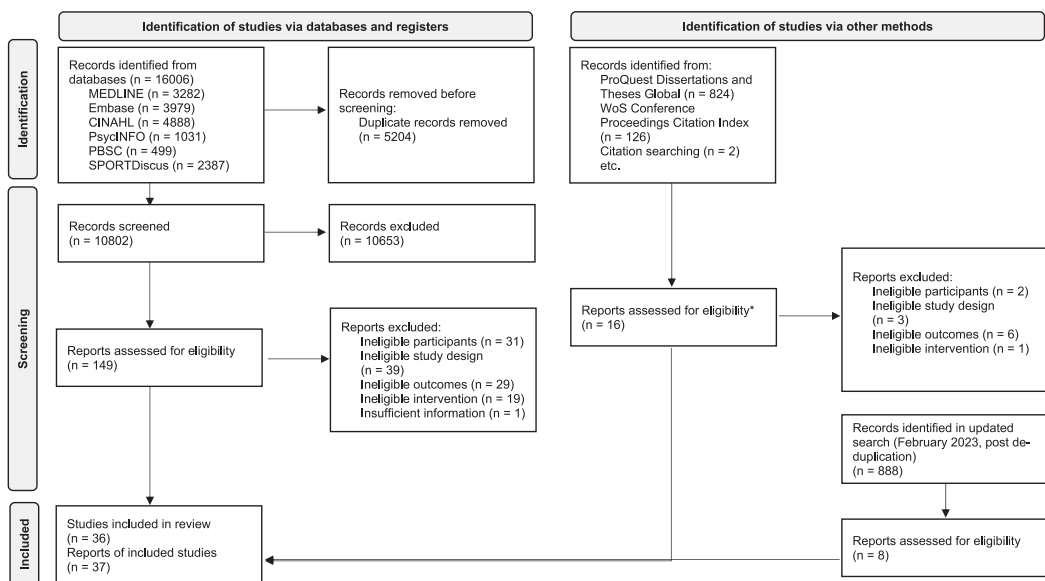 Identification of studies via databases and registers
Identification of studies via other methods
Identification
Records identified from
databases (n = 16006)
MEDLINE (n = 3282)
Embase (n = 3979)
CINAHL (n = 4888)
PsycINFO (n = 1031)
PBSC (n = 499)
SPORTDiscus (n = 2387)
Records removed before
screening:
Duplicate records removed
(n = 5204)
Records identified from:
ProQuest Dissertations and
Theses Global (n = 824)
WoS Conference
Proceedings Citation Index
(n = 126)
Citation searching (n = 2)
etc.
Screening
Records screened
(n = 10802)
Records excluded
(n = 10653)
Reports assessed for eligibility
(n = 149)
Reports excluded:
Ineligible participants (n = 31)
Ineligible study design
(n = 39)
Ineligible outcomes (n = 29)
Ineligible intervention (n = 19)
Insufficient information (n = 1)
Reports assessed for eligibility*
(n = 16)
Reports excluded:
Ineligible participants (n = 2)
Ineligible study design
(n = 3)
Ineligible outcomes (n = 6)
Ineligible intervention (n = 1)
Records identified in updated
search (February 2023, post de-
duplication)
(n = 888)
Included
Studies included in review
(n = 36)
Reports of included studies
(n = 37)
Reports assessed for eligibility
(n = 8)